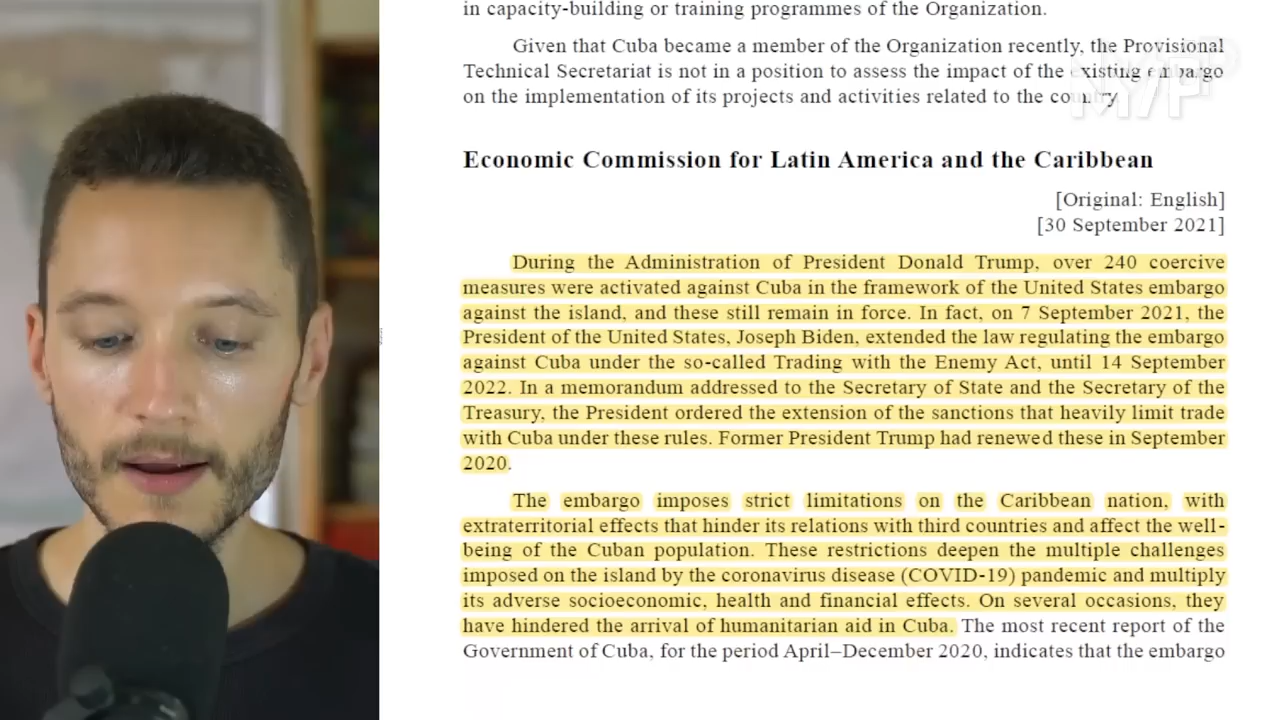 in capacity-building or training programmes of the Organization.
Given that Cuba became a member of the Organization recently, the Provisional
Technical Secretariat is not in a position to assess the impact of the existing embargo
on the implementation of its projects and activities related to the country.
Economic Commission for Latin America and the Caribbean
[Original: English]
[30 September 2021]
During the Administration of President Donald Trump, over 240 coercive
measures were activated against Cuba in the framework of the United States embargo
against the island, and these still remain in force. In fact, on 7 September 2021, the
President of the United States, Joseph Biden, extended the law regulating the embargo
against Cuba under the so-called Trading with the Enemy Act, until 14 September
2022. In a memorandum addressed to the Secretary of State and the Secretary of the
Treasury, the President ordered the extension of the sanctions that heavily limit trade
with Cuba under these rules. Former President Trump had renewed these in September
2020.
The embargo imposes strict limitations on the Caribbean nation, with
extraterritorial effects that hinder its relations with third countries and affect the well-
being of the Cuban population. These restrictions deepen the multiple challenges
imposed on the island by the coronavirus disease (COVID-19) pandemic and multiply
its adverse socioeconomic, health and financial effects. On several occasions, they
have hindered the arrival of humanitarian aid in Cuba. The most recent report of the
Government of Cuba, for the period April–December 2020, indicates that the embargo